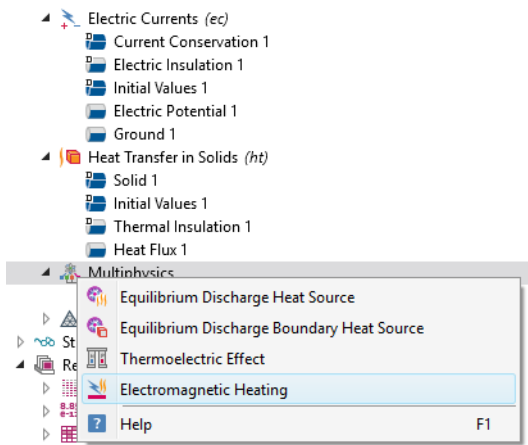 Electric Currents (ec)
Current Conservation 1
Electric Insulation 1
Initial Values 1
Electric Potential 1
Ground 1
Heat Transfer in Solids (ht)
Solid 1
Initial Values 1
Thermal Insulation 1
Heat Flux 1
Multiphysics
Equilibrium Discharge Heat Source
Equilibrium Discharge Boundary Heat Source
St
Thermoelectric Effect
Re
Electromagnetic Heating
Help F1